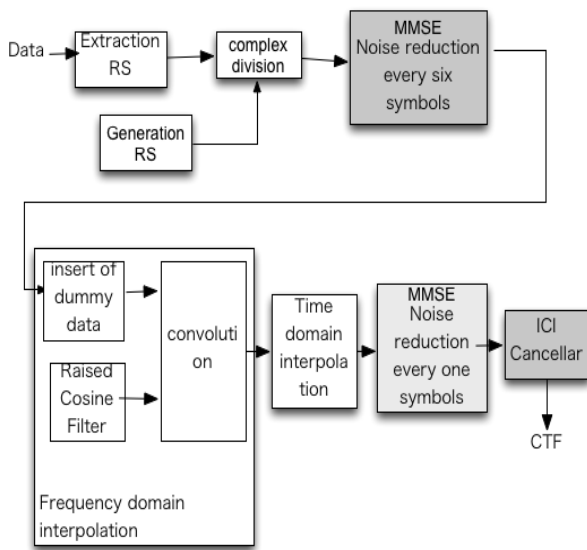 Data
Extraction
RS
complex
division
MMSE
Noise reduction
every six
symbols
Generation
RS
insert of
dummy
data
convoluti
on
Raised
Cosine
Filter
Frequency domain
interpolation
Time
domain
interpola
tion
MMSE
Noise
reduction
every one
symbols
ICI
Cancellar
CTF